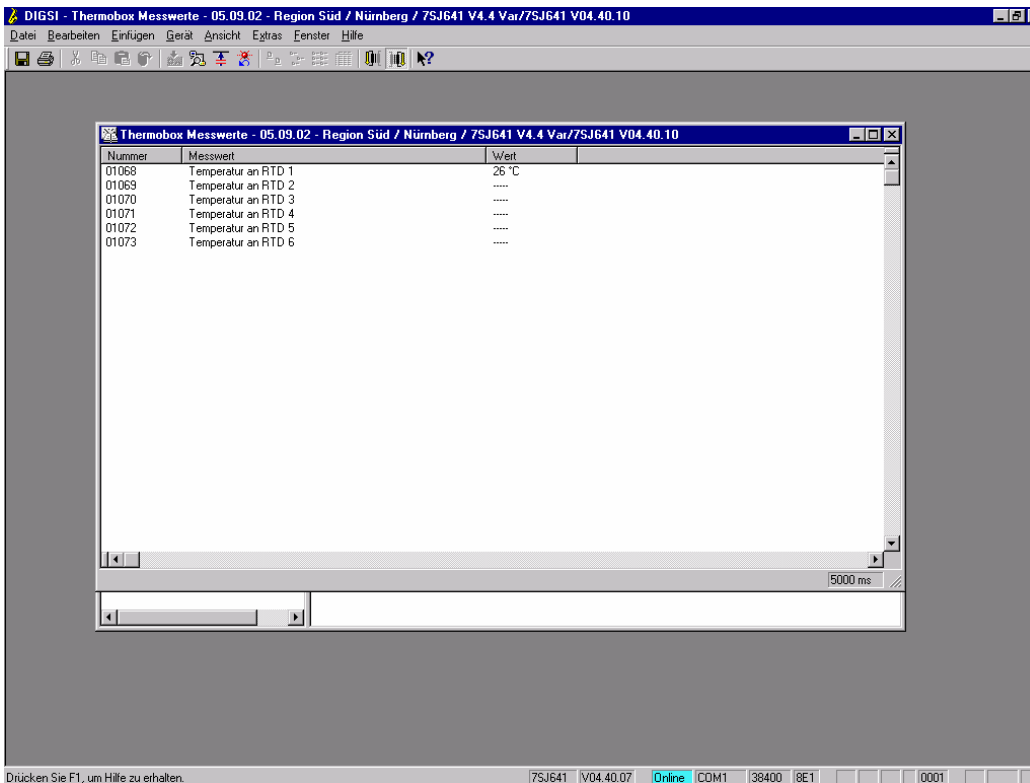 DIGSI - Thermobox Messwerte - 05.09.02 - Region Süd / Nürnberg / 7SJ641 V4.4 Var/7SJ641 V04.40.10
Datei Bearbeiten Einfügen Gerät Ansicht Extras Fenster Hilfe
Thermobox Messwerte - 05.09.02 - Region Süd / Nürnberg / 7SJ641 V4.4 Var/7SJ641 V04.40.10
Nummer Messwert Wert
01068 Temperatur an RTD 1 26 °C
01069 Temperatur an RTD 2 -----
01070 Temperatur an RTD 3 -----
01071 Temperatur an RTD 4 -----
01072 Temperatur an RTD 5 -----
01073 Temperatur an RTD 6 -----
5000 ms
Drücken Sie F1, um Hilfe zu erhalten. 7SJ641 V04.40.07 Online COM1 38400 8E1 0001